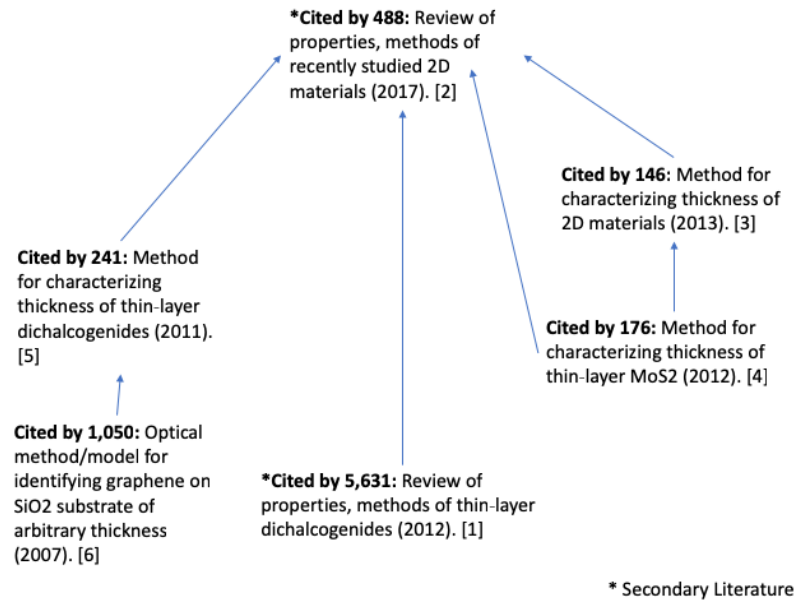 *Cited by 488: Review of
properties, methods of
recently studied 2D
materials (2017). [2]
Cited by 146: Method for
characterizing thickness of
2D materials (2013). [3]
Cited by 241: Method
for characterizing
thickness of thin-layer
dichalcogenides (2011).
[5]
Cited by 176: Method for
characterizing thickness of
thin-layer MoS2 (2012). [4]
Cited by 1,050: Optical
method/model for
identifying graphene on
SiO2 substrate of
arbitrary thickness
(2007). [6]
*Cited by 5,631: Review of
properties, methods of thin-layer
dichalcogenides (2012). [1]
* Secondary Literature